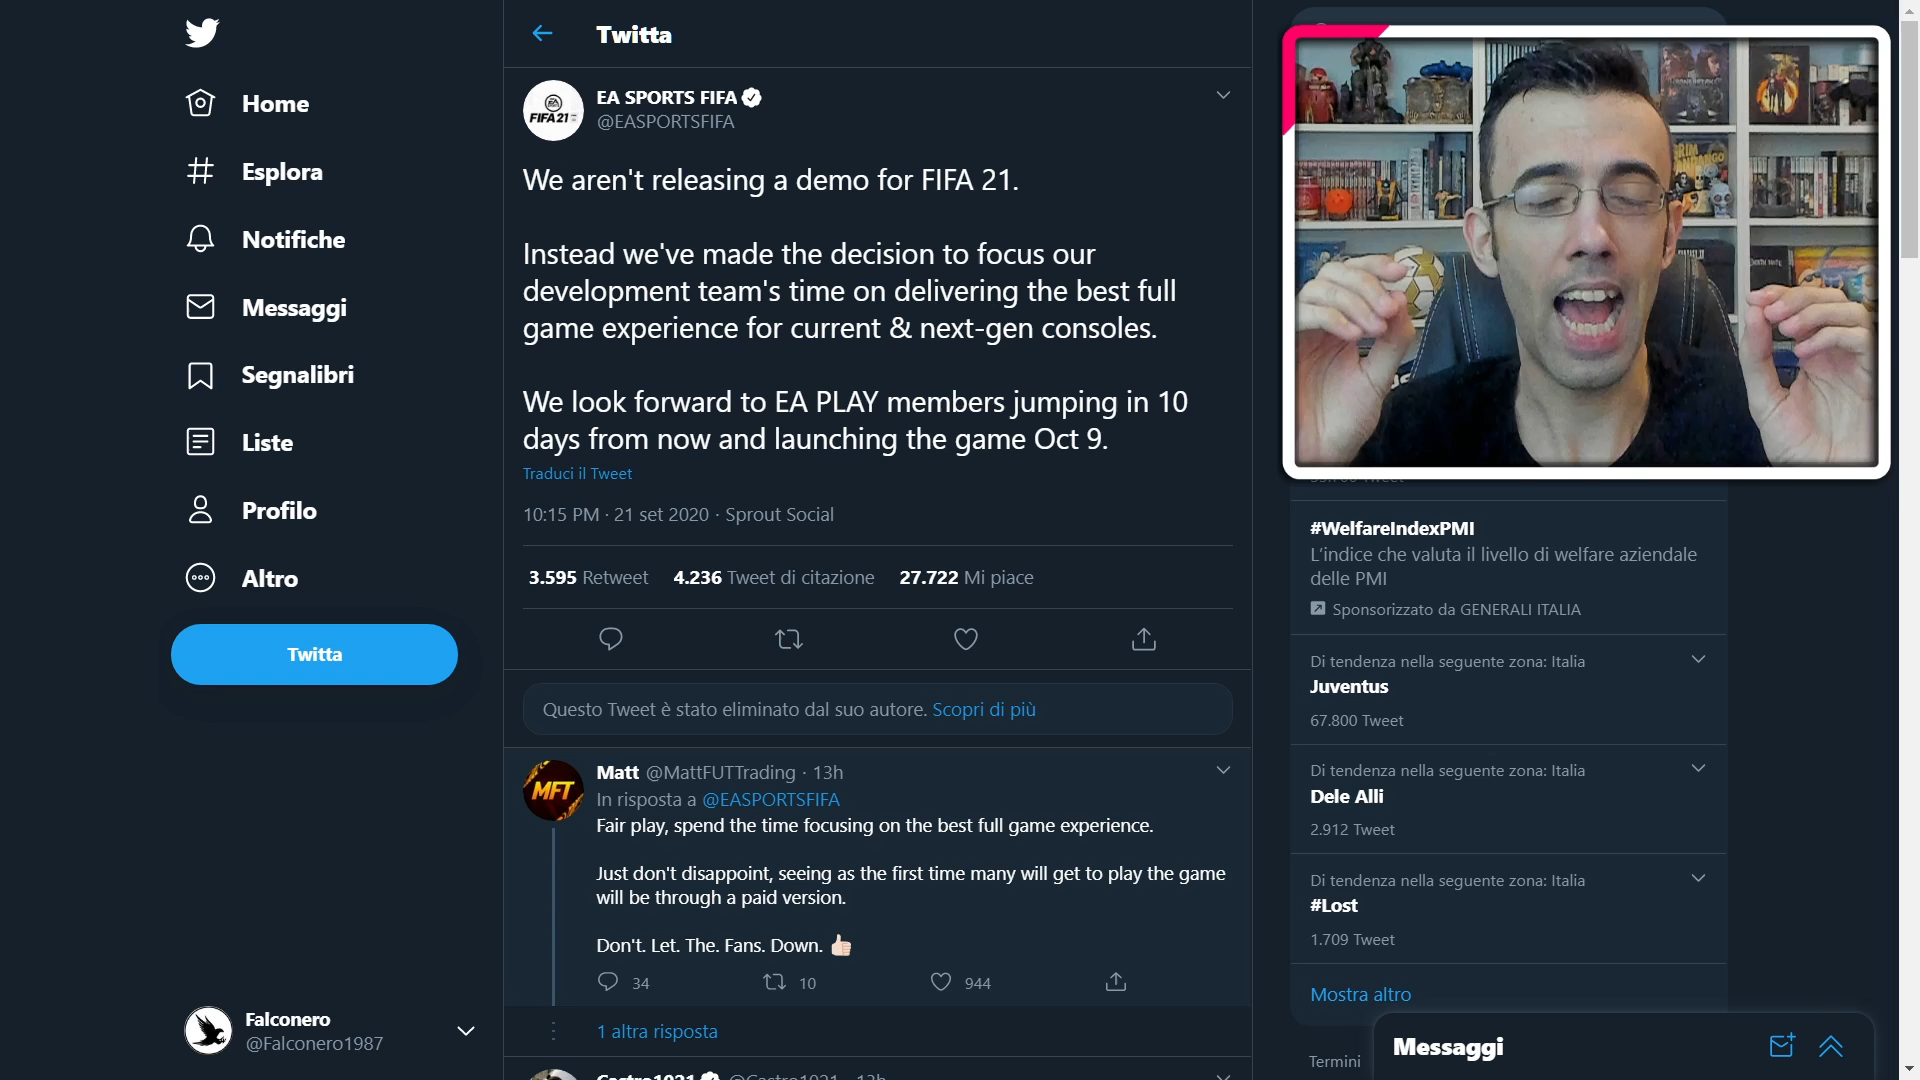 Home
Esplora
Notifiche
Messaggi
Segnalibri
Liste
Profilo
Altro
Twitta
Falconero
@Falconero1987
Twitta
FIFA 21
EA SPORTS FIFA
@EASPORTSFIFA
We aren't releasing a demo for FIFA 21.
Instead we've made the decision to focus our
development team's time on delivering the best full
game experience for current & next-gen consoles.
We look forward to EA PLAY members jumping in 10
days from now and launching the game Oct 9.
Traduci il Tweet
10:15 PM · 21 set 2020 · Sprout Social
3.595 Retweet 4.236 Tweet di citazione 27.722 Mi piace
Questo Tweet è stato eliminato dal suo autore. Scopri di più
MFT
Matt @MattFUTTrading · 13h
In risposta a @EASPORTSFIFA
Fair play, spend the time focusing on the best full game experience.
Just don't disappoint, seeing as the first time many will get to play the game
will be through a paid version.
Don't. Let. The. Fans. Down. 👍🏻
34 10 944
1 altra risposta
Castro1021 @Castro1021 · 13h
GRIM
FANDANGO
#WelfareIndexPMI
L'indice che valuta il livello di welfare aziendale
delle PMI
Sponsorizzato da GENERALI ITALIA
Di tendenza nella seguente zona: Italia
Juventus
67.800 Tweet
Di tendenza nella seguente zona: Italia
Dele Alli
2.912 Tweet
Di tendenza nella seguente zona: Italia
#Lost
1.709 Tweet
Mostra altro
Termini
Messaggi